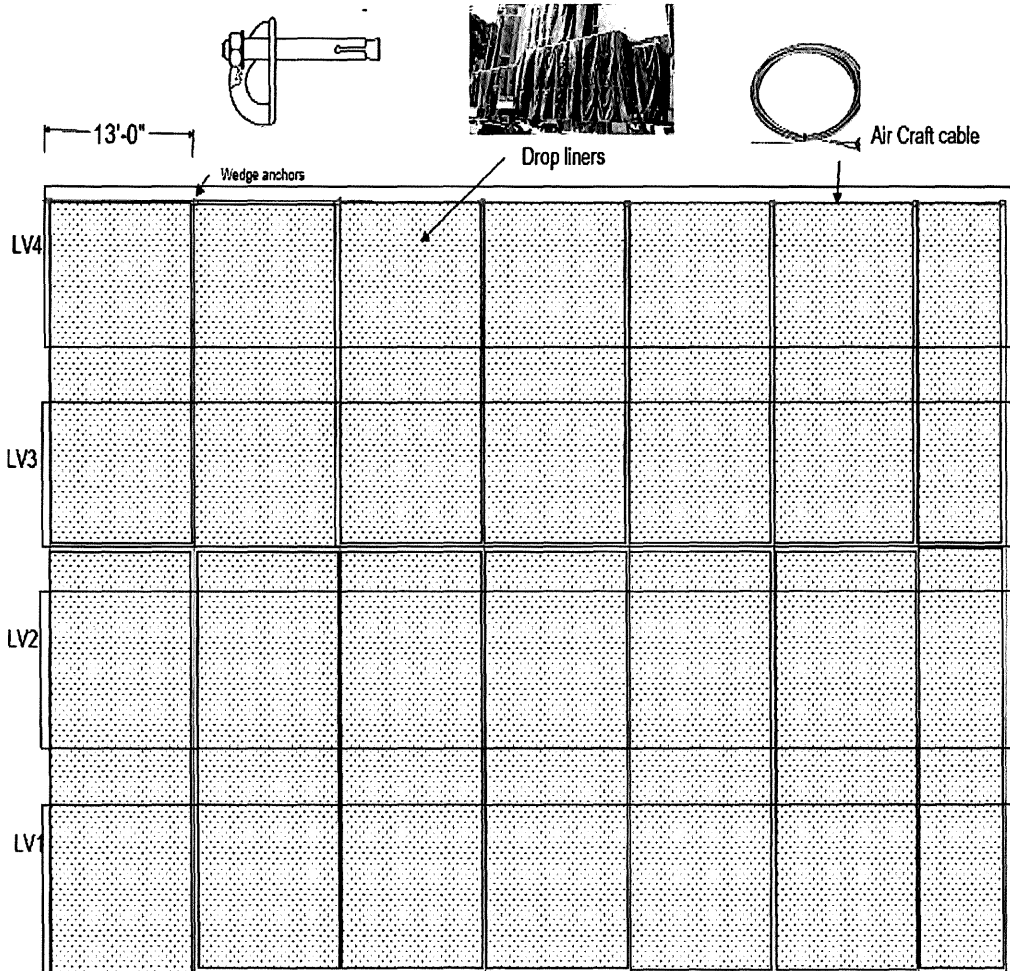 13'-0"
Air Craft cable
Drop liners
Wedge anchors
LV4
LV3
LV2
LV1